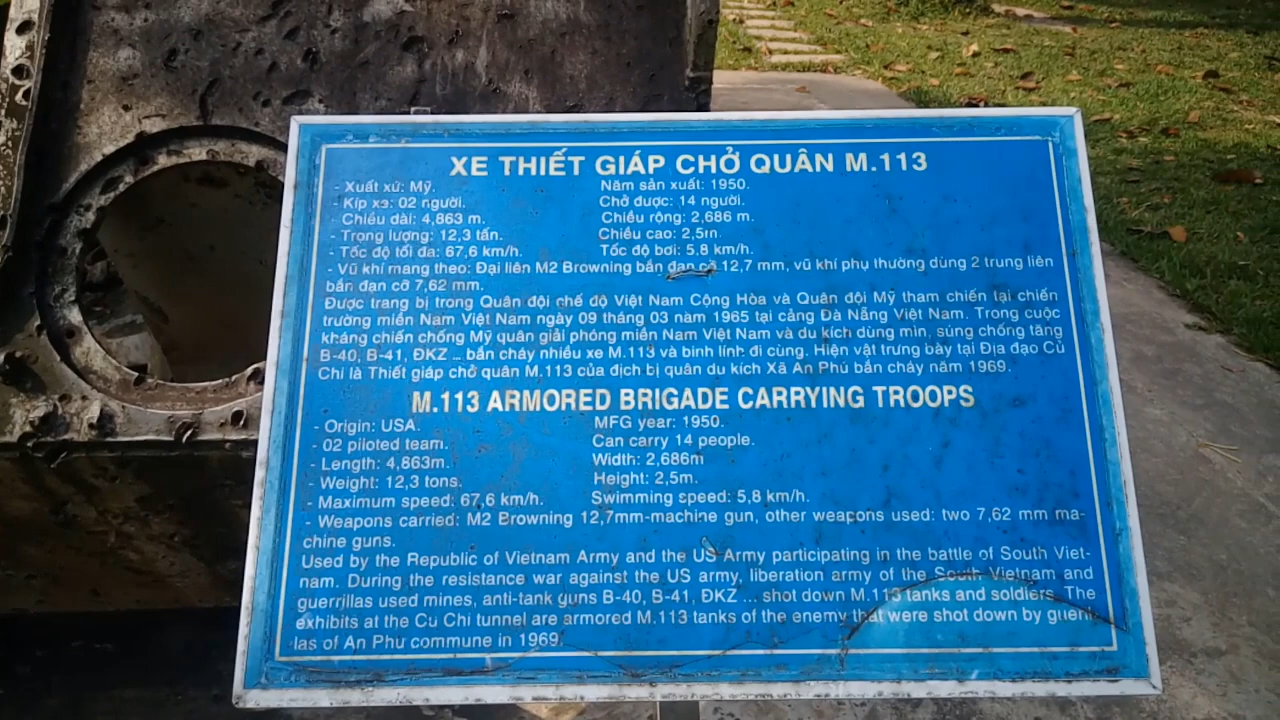 XE THIẾT GIÁP CHỞ QUÂN M.113
- Xuất xứ: Mỹ. Năm sản xuất: 1950.
- Kíp xe: 02 người. Chở được: 14 người.
- Chiều dài: 4,863 m. Chiều rộng: 2,686 m.
- Trọng lượng: 12,3 tấn. Chiều cao: 2,5m.
- Tốc độ tối đa: 67,6 km/h. Tốc độ bơi: 5,8 km/h.
- Vũ khí mang theo: Đại liên M2 Browning bắn đạn cỡ 12,7 mm, vũ khí phụ thường dùng 2 trung liên
bắn đạn cỡ 7,62 mm.
Được trang bị trong Quân đội chế độ Việt Nam Cộng Hòa và Quân đội Mỹ tham chiến tại chiến
trường miền Nam Việt Nam ngày 09 tháng 03 năm 1965 tại cảng Đà Nẵng Việt Nam. Trong cuộc
kháng chiến chống Mỹ quân giải phóng miền Nam Việt Nam và du kích dùng mìn, súng chống tăng
B-40, B-41, ĐKZ ... bắn cháy nhiều xe M.113 và binh lính đi cùng. Hiện vật trưng bày tại Địa đạo Củ
Chi là Thiết giáp chở quân M.113 của địch bị quân du kích Xã An Phú bắn cháy năm 1969.
M.113 ARMORED BRIGADE CARRYING TROOPS
- Origin: USA. MFG year: 1950.
- 02 piloted team. Can carry 14 people.
- Length: 4,863m. Width: 2,686m
- Weight: 12,3 tons. Height: 2,5m.
- Maximum speed: 67,6 km/h. Swimming speed: 5,8 km/h.
- Weapons carried: M2 Browning 12,7mm-machine gun, other weapons used: two 7,62 mm ma-
chine guns.
Used by the Republic of Vietnam Army and the US Army participating in the battle of South Viet-
nam. During the resistance war against the US army, liberation army of the South Vietnam and
guerrillas used mines, anti-tank guns B-40, B-41, ĐKZ ... shot down M.113 tanks and soldiers. The
exhibits at the Cu Chi tunnel are armored M.113 tanks of the enemy that were shot down by gueril-
las of An Phu commune in 1969.